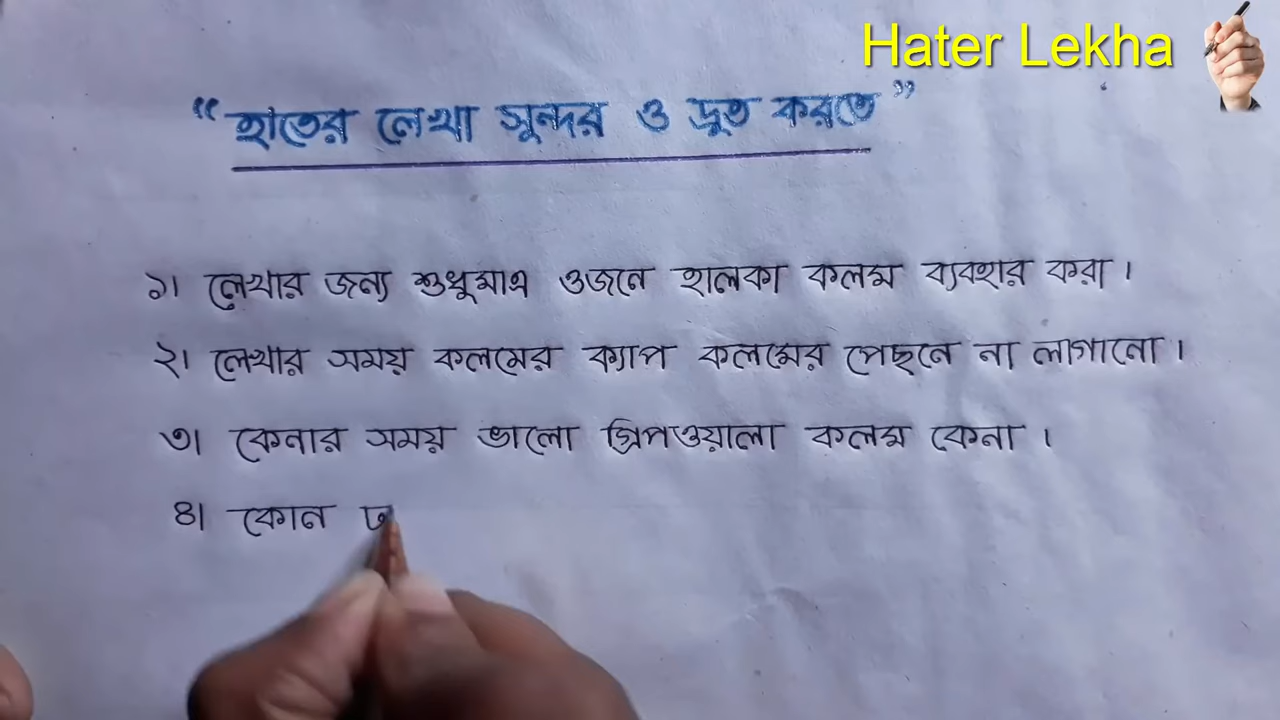 Hater Lekha
“হাতের লেখা সুন্দর ও দ্রুত করতে”
১। লেখার জন্য শুধুমাত্র ওজনে হালকা কলম ব্যবহার করা।
২। লেখার সময় কলমের ক্যাপ কলমের পেছনে না লাগানো।
৩। কেনার সময় ভালো গ্রিপওয়ালা কলম কেনা।
৪। কোন